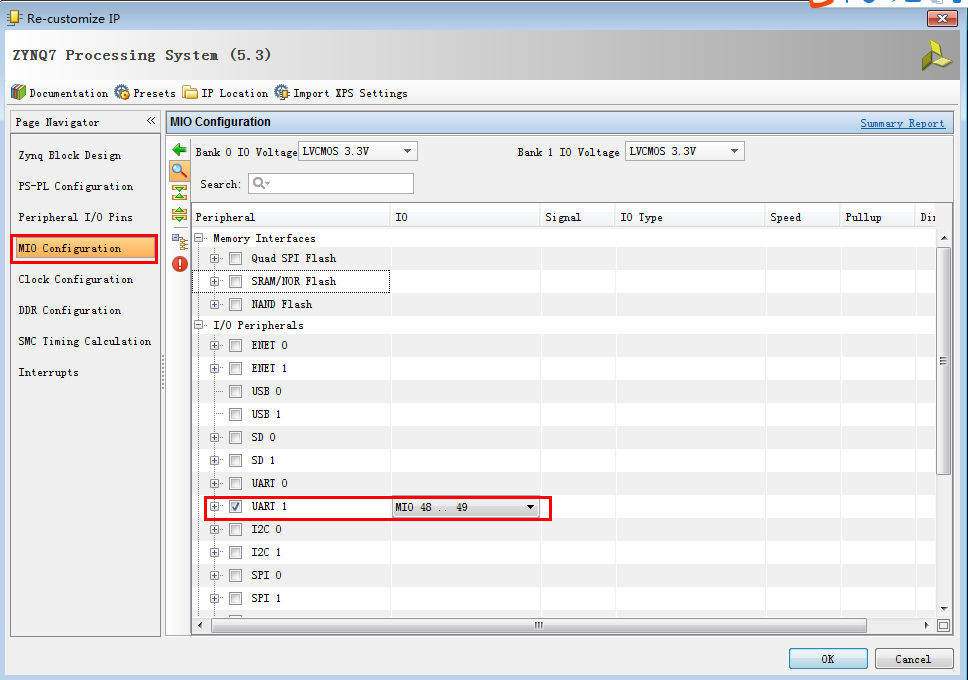 Re-customize IP
ZYNQ7 Processing System (5.3)
Documentation Presets IP Location Import XPS Settings
Page Navigator «
Zynq Block Design
PS-PL Configuration
Peripheral I/O Pins
MIO Configuration
Clock Configuration
DDR Configuration
SMC Timing Calculation
Interrupts
MIO Configuration Summary Report
Bank 0 IO Voltage LVCMOS 3.3V Bank 1 IO Voltage LVCMOS 3.3V
Search:
Peripheral IO Signal IO Type Speed Pullup Dir
Memory Interfaces
Quad SPI Flash
SRAM/NOR Flash
NAND Flash
I/O Peripherals
ENET 0
ENET 1
USB 0
USB 1
SD 0
SD 1
UART 0
UART 1 MIO 48 .. 49
I2C 0
I2C 1
SPI 0
SPI 1
OK Cancel